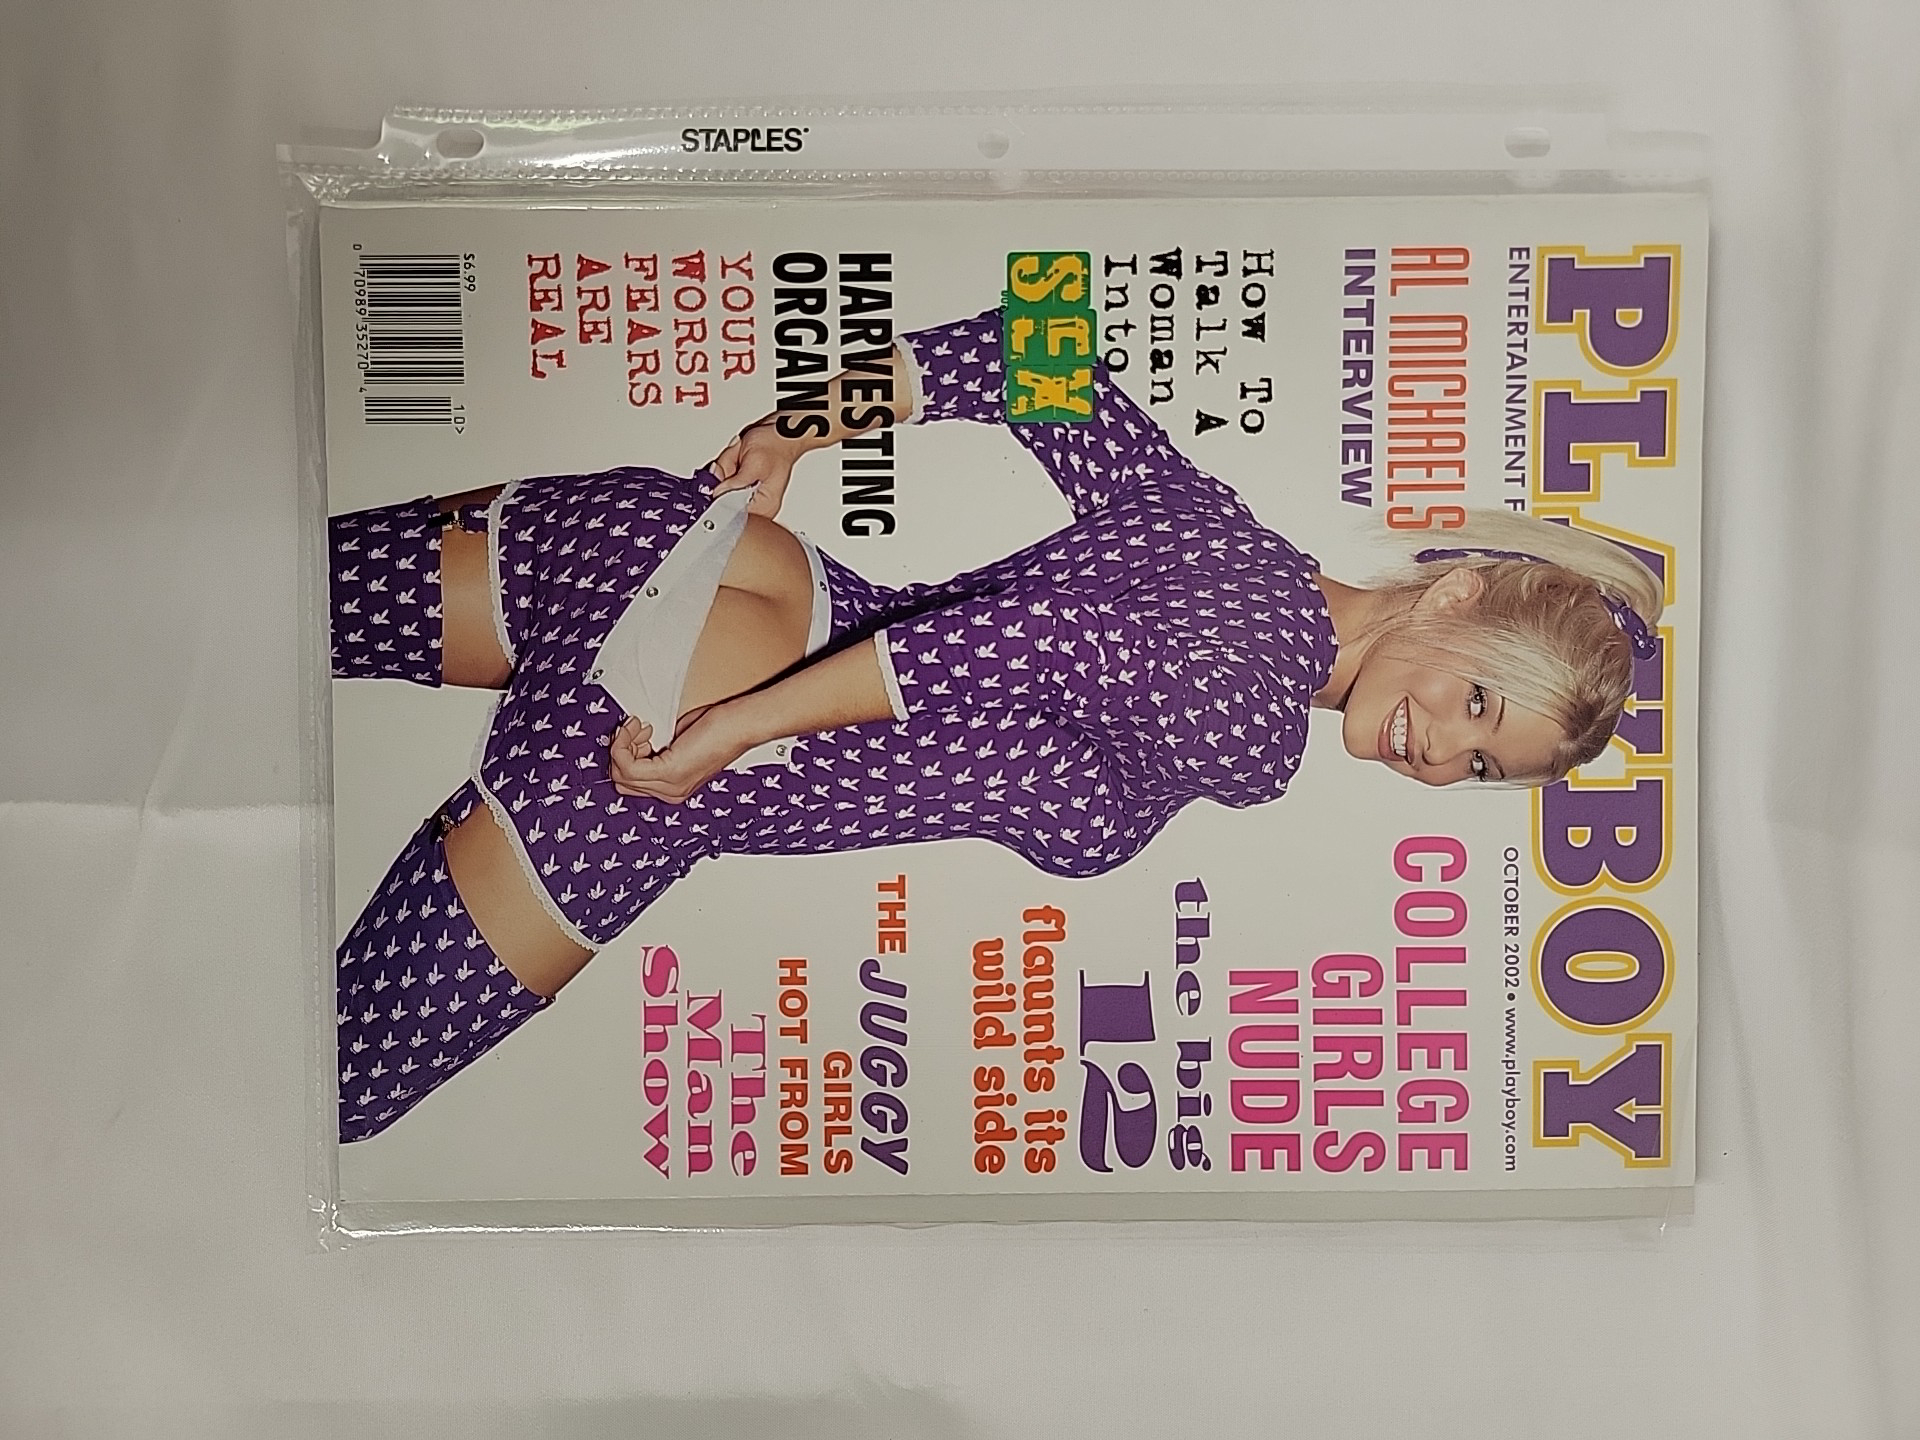 STAPLES
PLAYBOY
ENTERTAINMENT F
OCTOBER 2002 • www.playboy.com
AL MICHAELS
INTERVIEW
How To
Talk A
Woman
Into
SEX
HARVESTING
ORGANS
YOUR
WORST
FEARS
ARE
REAL
$6.99
10>
0 70989 35270 4
COLLEGE
GIRLS
NUDE
the big
12
flaunts its
wild side
THE JUGGY
GIRLS
HOT FROM
The
Man
Show